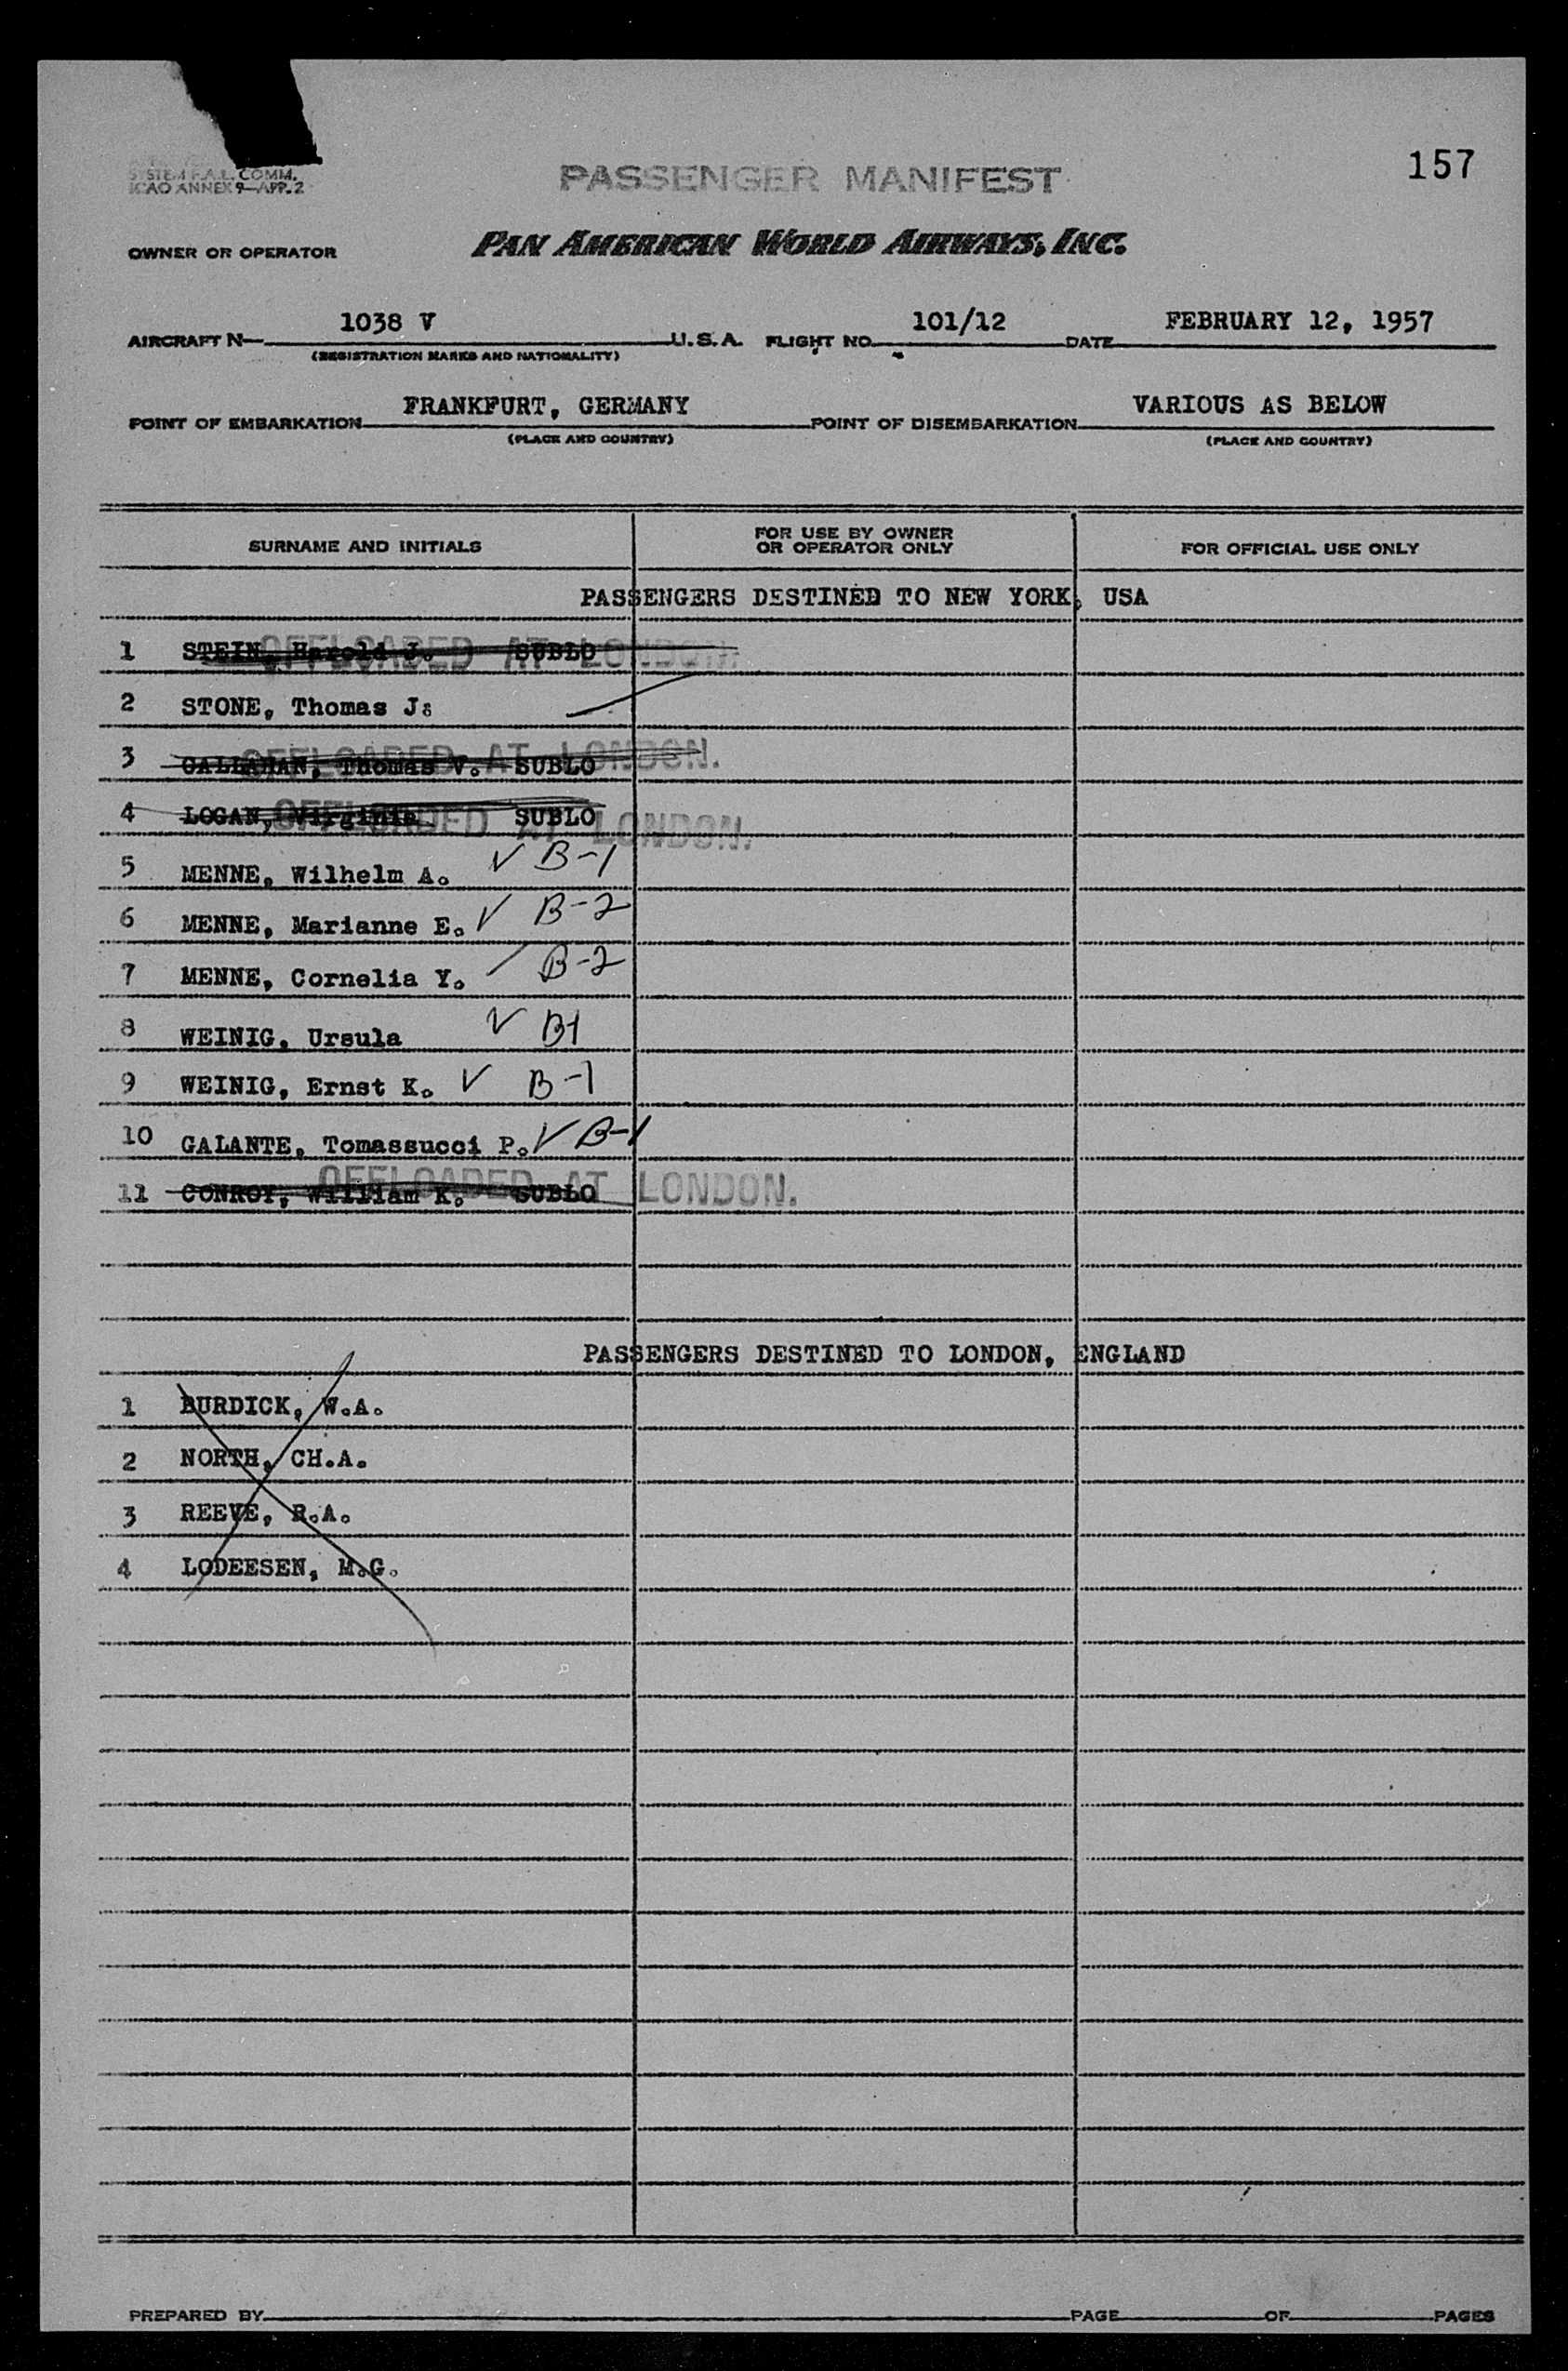 SYSTEM F.A.L. COMM.
ICAO ANNEX 9—APP. 2
PASSENGER MANIFEST
157
OWNER OR OPERATOR
PAN AMERICAN WORLD AIRWAYS, INC.
AIRCRAFT N— 1038 V U.S.A. FLIGHT NO. 101/12 DATE FEBRUARY 12, 1957
(REGISTRATION MARKS AND NATIONALITY)
POINT OF EMBARKATION FRANKFURT, GERMANY POINT OF DISEMBARKATION VARIOUS AS BELOW
(PLACE AND COUNTRY) (PLACE AND COUNTRY)
SURNAME AND INITIALS FOR USE BY OWNER OR OPERATOR ONLY FOR OFFICIAL USE ONLY
PASSENGERS DESTINED TO NEW YORK, USA
1 STEIN, Harold J. SUBLO OFFLOADED AT LONDON.
2 STONE, Thomas J.
3 CALLAHAN, Thomas V. SUBLO OFFLOADED AT LONDON.
4 LOGAN, Virginia SUBLO OFFLOADED AT LONDON.
5 MENNE, Wilhelm A. ✓ B-1
6 MENNE, Marianne E. ✓ B-2
7 MENNE, Cornelia Y. / B-2
8 WEINIG, Ursula ✓ B1
9 WEINIG, Ernst K. ✓ B-1
10 GALANTE, Tomassucci P. ✓ B-1
11 CONROY, William K. SUBLO OFFLOADED AT LONDON.
PASSENGERS DESTINED TO LONDON, ENGLAND
1 BURDICK, W.A.
2 NORTH, CH.A.
3 REEVE, R.A.
4 LODEESEN, M.G.
PREPARED BY PAGE OF PAGES